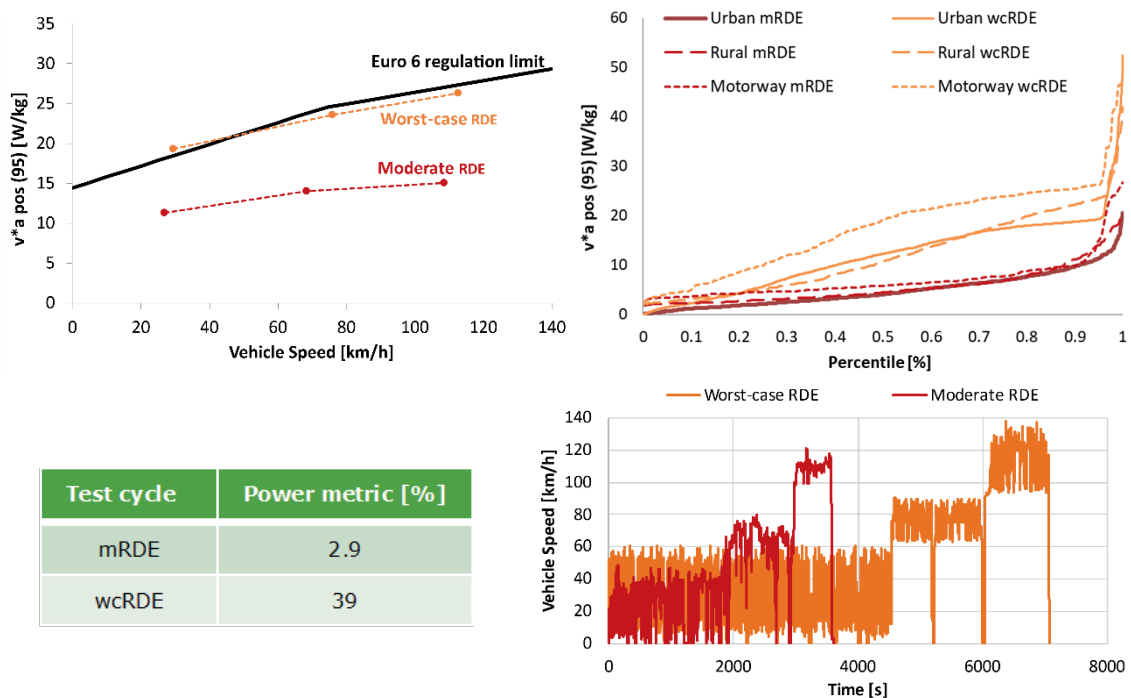 35
30
25
20
15
10
5
0
v*a pos (95) [W/kg]
Euro 6 regulation limit
Worst-case RDE
Moderate RDE
0 20 40 60 80 100 120 140
Vehicle Speed [km/h]
Urban mRDE Urban wcRDE
Rural mRDE Rural wcRDE
Motorway mRDE Motorway wcRDE
60
50
40
30
20
10
0
v*a pos (95) [W/kg]
0 0.1 0.2 0.3 0.4 0.5 0.6 0.7 0.8 0.9 1
Percentile [%]
Test cycle Power metric [%]
mRDE 2.9
wcRDE 39
Worst-case RDE Moderate RDE
140
120
100
80
60
40
20
0
Vehicle Speed [km/h]
0 2000 4000 6000 8000
Time [s]